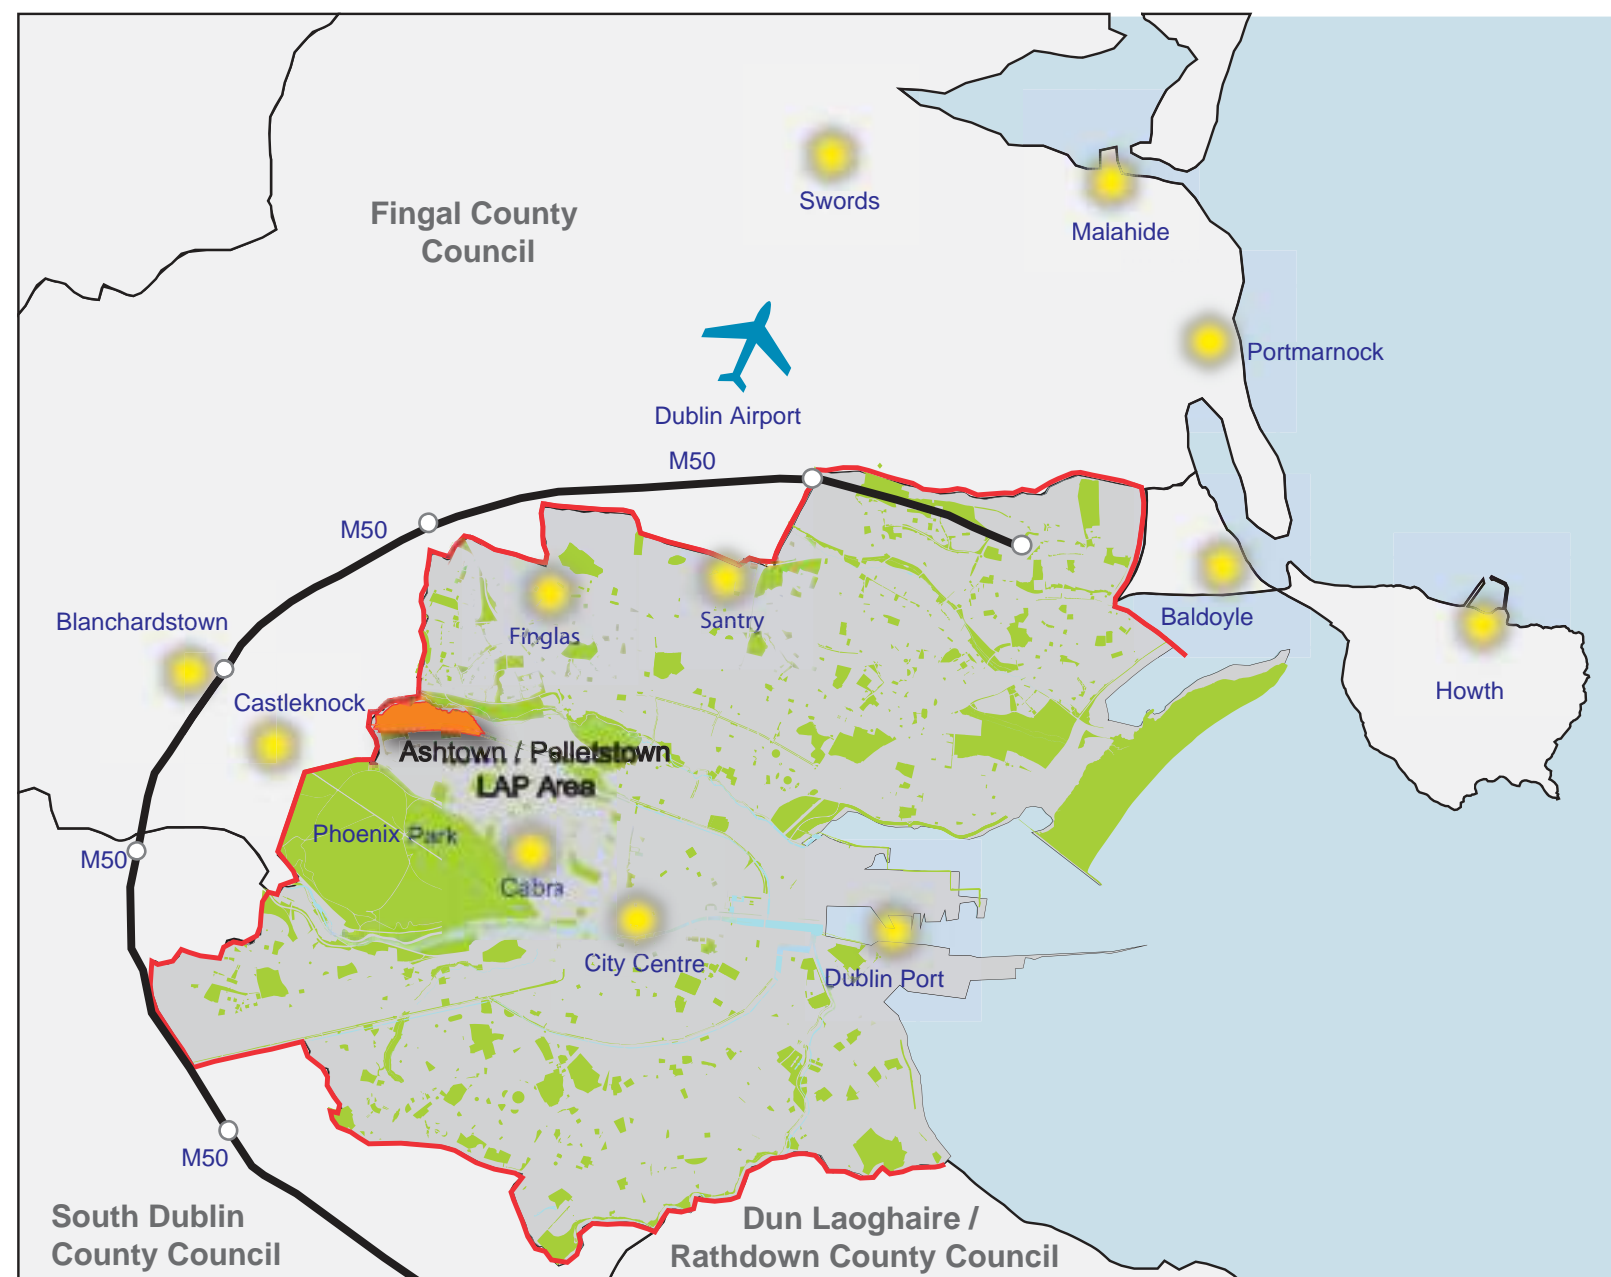 Swords
Fingal County
Council
Malahide
Portmarnock
Dublin Airport
M50
M50
Blanchardstown
Finglas
Santry
Baldoyle
Howth
Castleknock
Ashtown / Pelletstown
LAP Area
Phoenix Park
M50
Cabra
City Centre
Dublin Port
M50
South Dublin
County Council
Dun Laoghaire /
Rathdown County Council